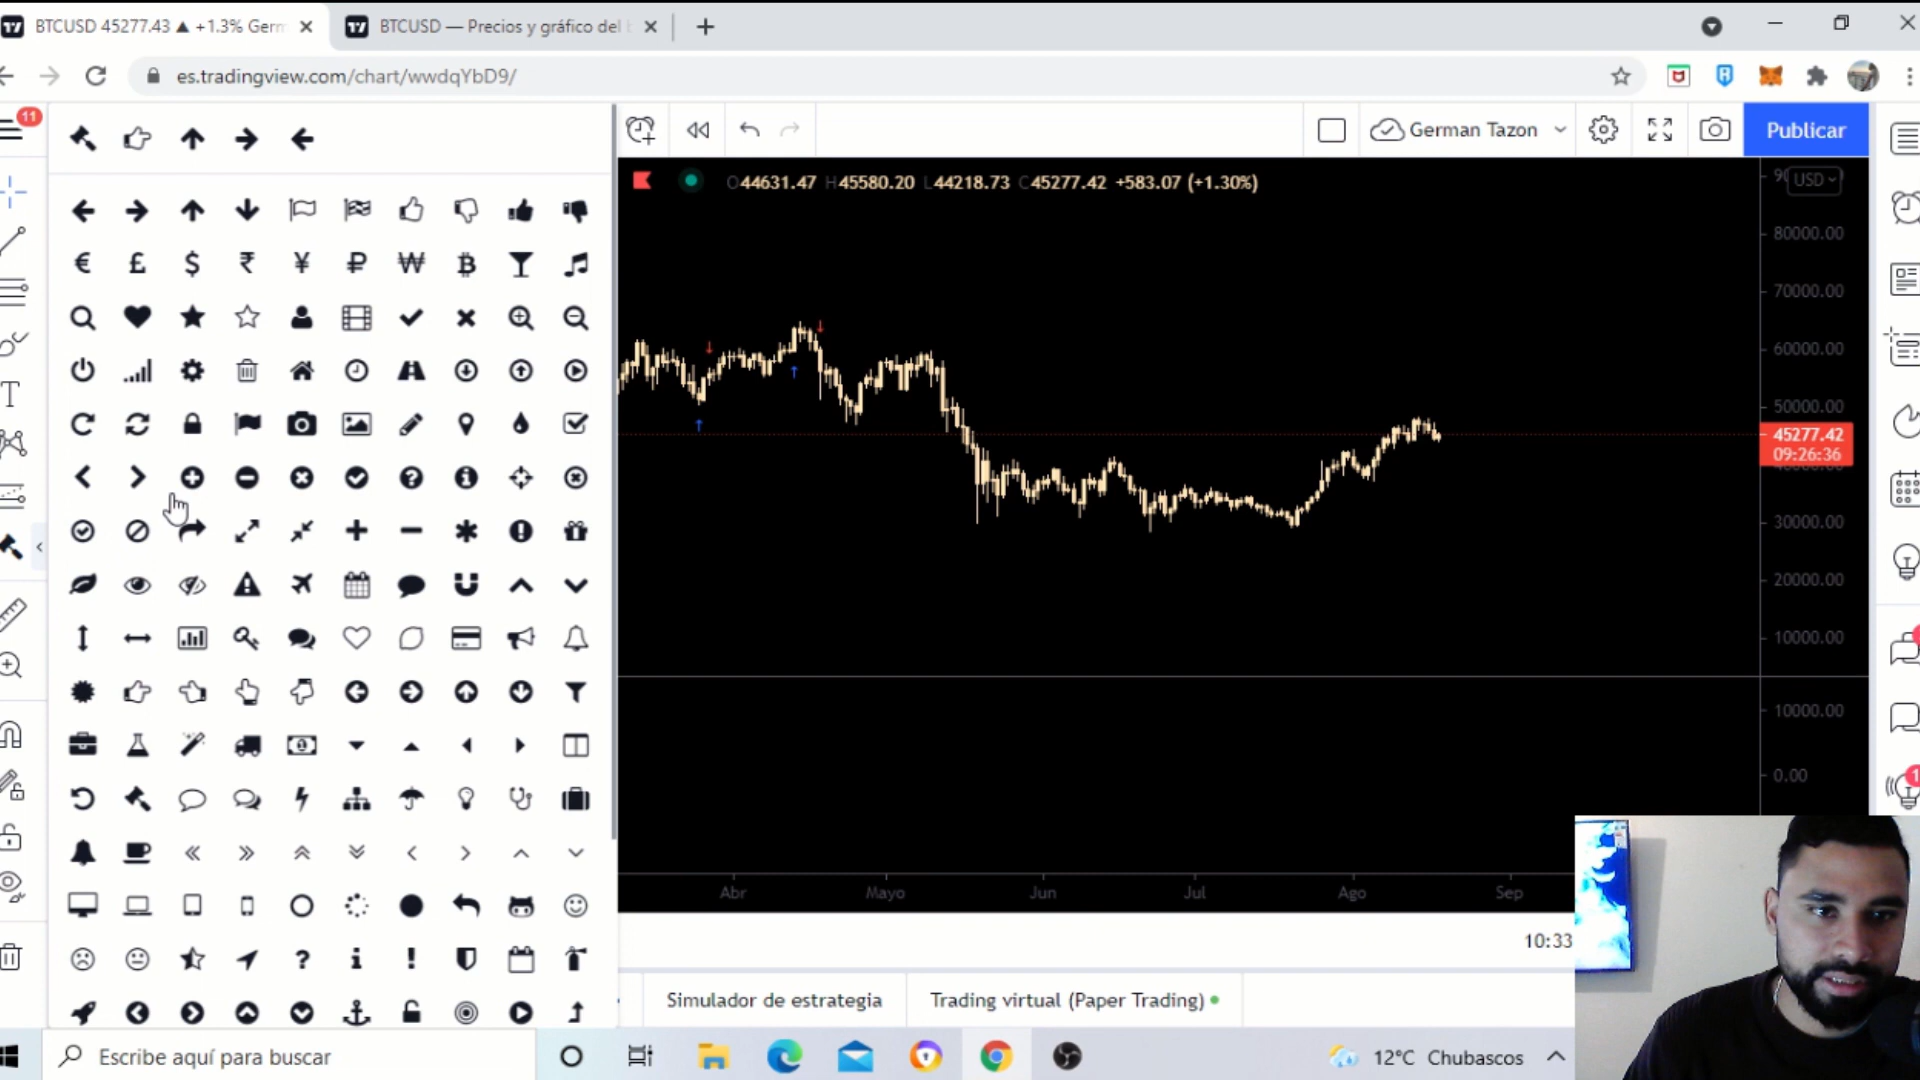 BTCUSD 45277.43 ▲ +1.3% Germ
BTCUSD — Precios y gráfico del
es.tradingview.com/chart/wwdqYbD9/
11
German Tazon
Publicar
O44631.47 H45580.20 L44218.73 C45277.42 +583.07 (+1.30%)
USD
80000.00
70000.00
60000.00
50000.00
45277.42
09:26:36
30000.00
20000.00
10000.00
10000.00
0.00
Abr Mayo Jun Jul Ago Sep
10:33
Simulador de estrategia
Trading virtual (Paper Trading)
Escribe aquí para buscar
12°C Chubascos